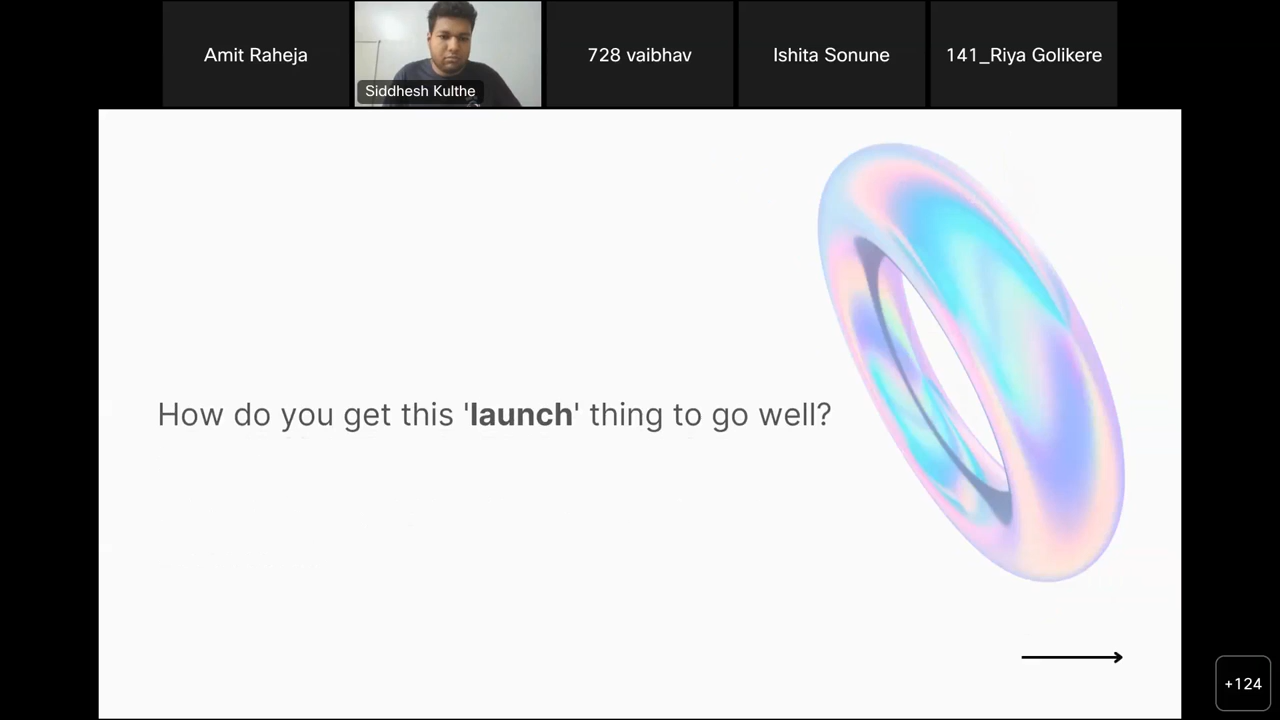 Amit Raheja
Siddhesh Kulthe
728 vaibhav
Ishita Sonune
141_Riya Golikere
How do you get this 'launch' thing to go well?
+124